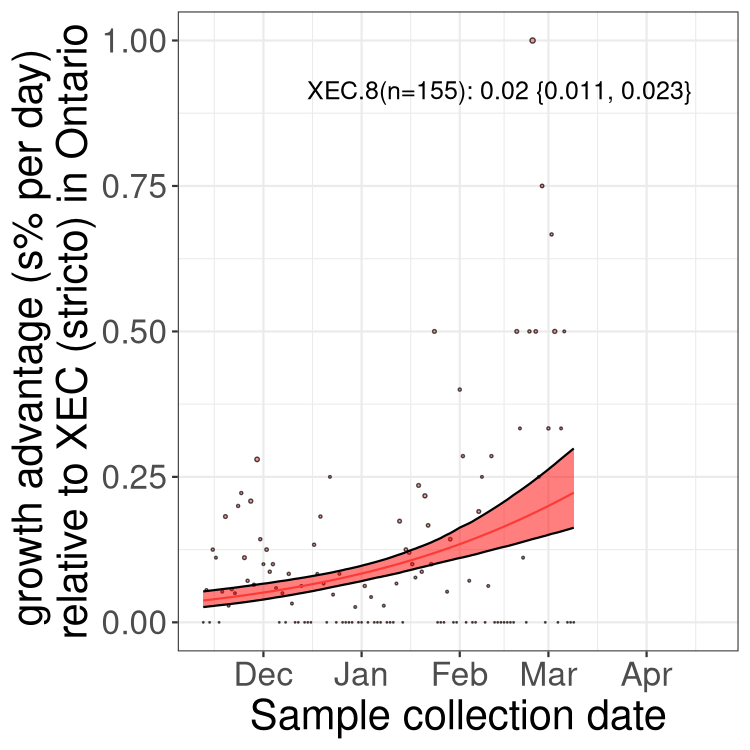 growth advantage (s% per day)
relative to XEC (stricto) in Ontario
1.00
XEC.8(n=155): 0.02 {0.011, 0.023}
0.75
0.50
0.25
0.00
Dec Jan Feb Mar Apr
Sample collection date